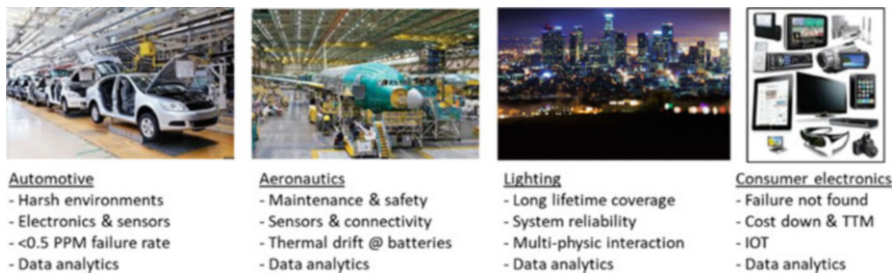 Automotive
- Harsh environments
- Electronics & sensors
- <0.5 PPM failure rate
- Data analytics
Aeronautics
- Maintenance & safety
- Sensors & connectivity
- Thermal drift @ batteries
- Data analytics
Lighting
- Long lifetime coverage
- System reliability
- Multi-physic interaction
- Data analytics
Consumer electronics
- Failure not found
- Cost down & TTM
- IOT
- Data analytics